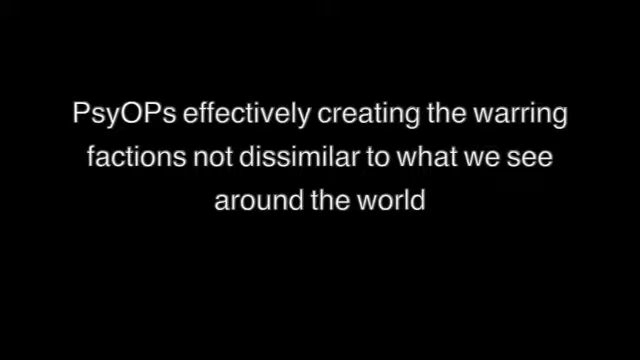 PsyOPs effectively creating the warring
factions not dissimilar to what we see
around the world